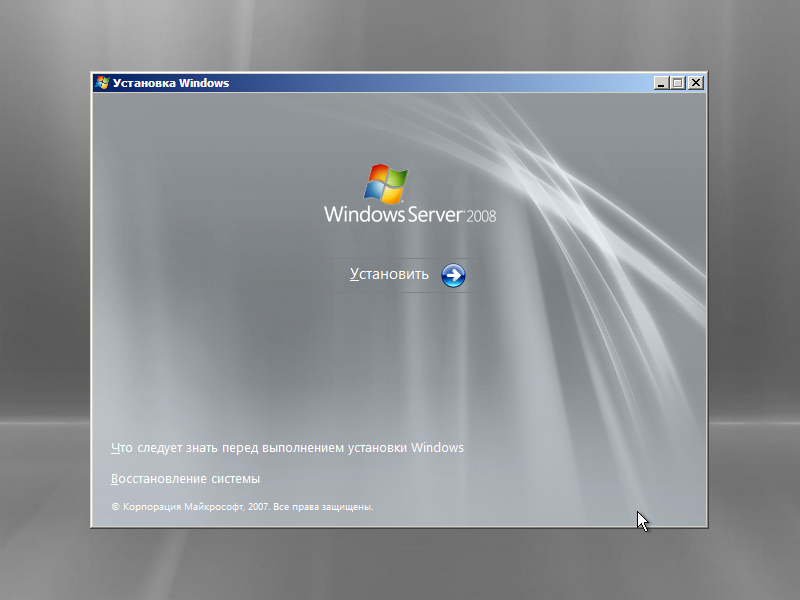 Установка Windows
Windows Server 2008
Установить
Что следует знать перед выполнением установки Windows
Восстановление системы
© Корпорация Майкрософт, 2007. Все права защищены.